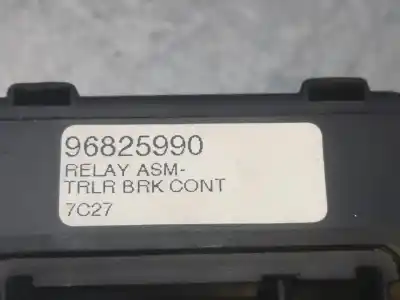 96825990
RELAY ASM-
TRLR BRK CONT
7C27